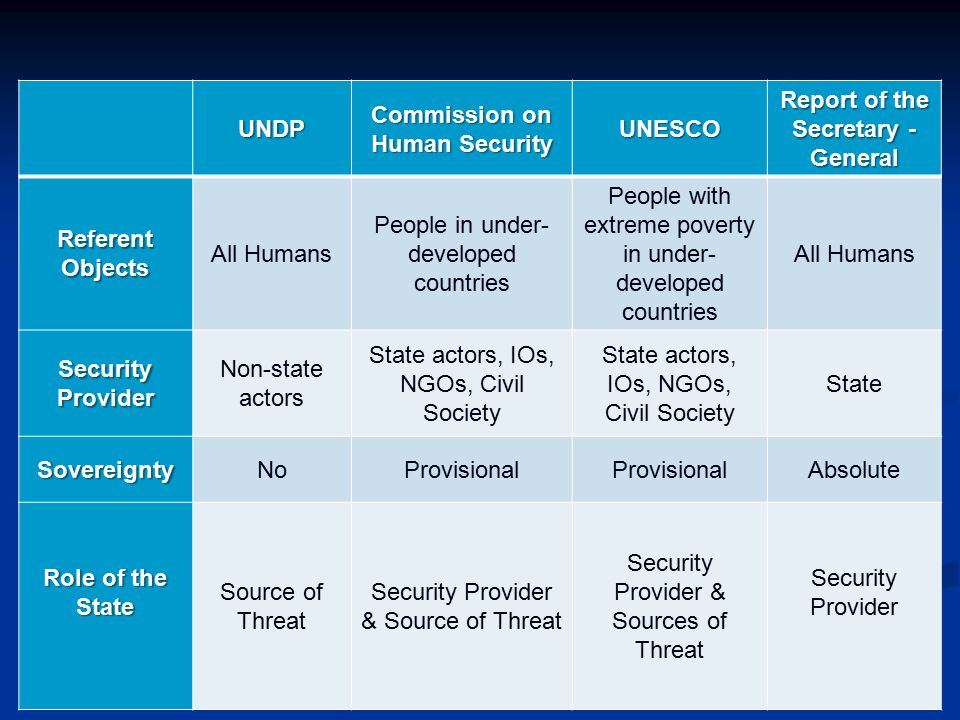 UNDP
Commission on
Human Security
UNESCO
Report of the
Secretary -
General
Referent
Objects
All Humans
People in under-
developed
countries
People with
extreme poverty
in under-
developed
countries
All Humans
Security
Provider
Non-state
actors
State actors, IOs,
NGOs, Civil
Society
State actors,
IOs, NGOs,
Civil Society
State
Sovereignty
No
Provisional
Provisional
Absolute
Role of the
State
Source of
Threat
Security Provider
& Source of Threat
Security
Provider &
Sources of
Threat
Security
Provider